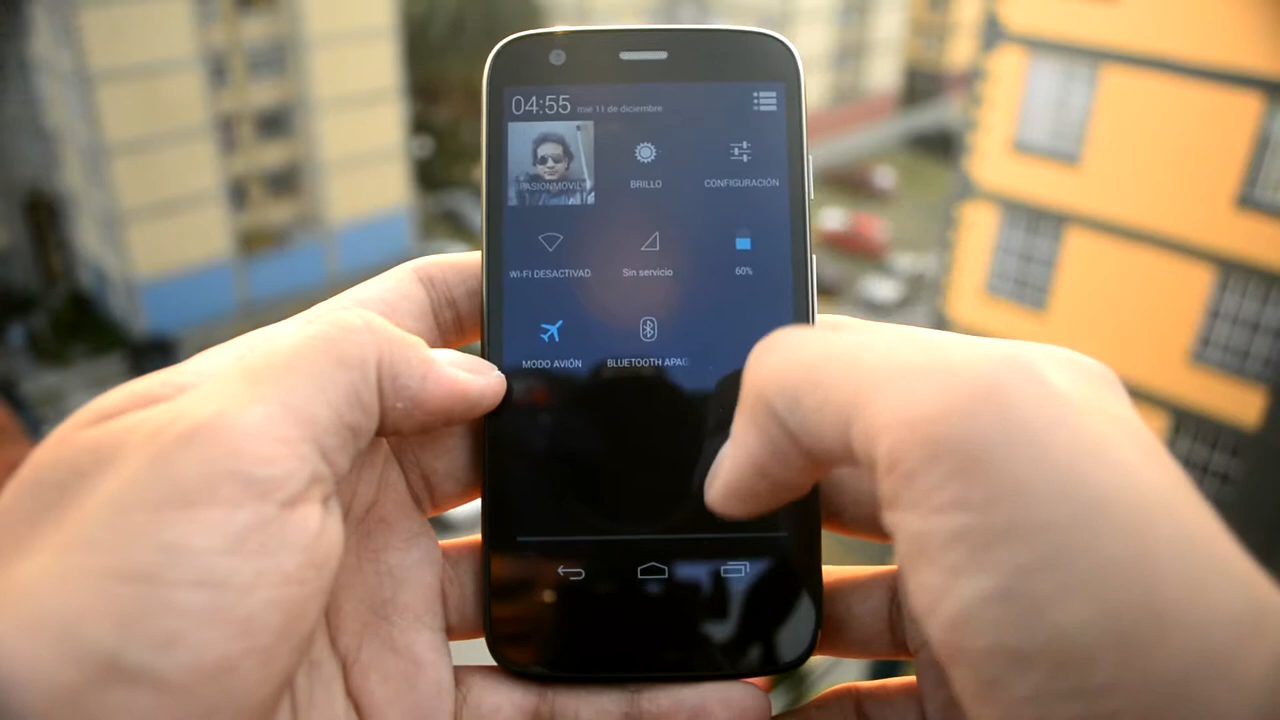 04:55 mié 11 de diciembre
PASIONMOVIL
BRILLO
CONFIGURACIÓN
WI-FI DESACTIVAD
Sin servicio
60%
MODO AVIÓN
BLUETOOTH APAG